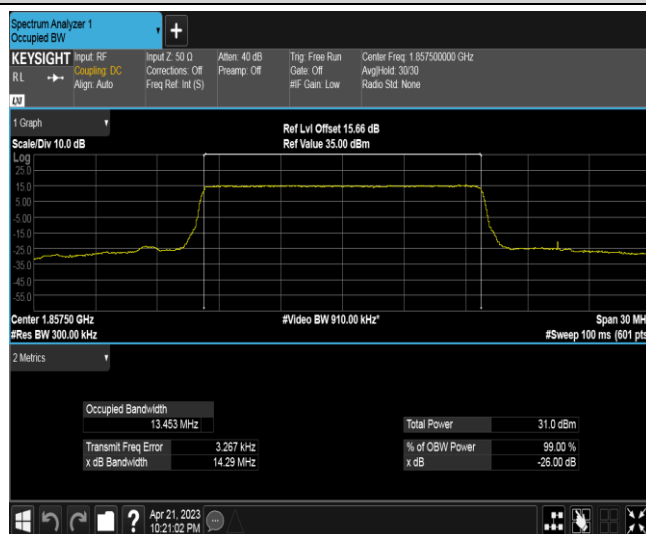 Spectrum Analyzer 1
Occupied BW
+
KEYSIGHT
RL
LXI
Input: RF
Coupling: DC
Align: Auto
Input Z: 50 Ω
Corrections: Off
Freq Ref: Int (S)
Atten: 40 dB
Preamp: Off
Trig: Free Run
Gate: Off
#IF Gain: Low
Center Freq: 1.857500000 GHz
Avg|Hold: 30/30
Radio Std: None
1 Graph
Scale/Div 10.0 dB
Ref Lvl Offset 15.66 dB
Ref Value 35.00 dBm
Log
25.0
15.0
5.00
-5.00
-15.0
-25.0
-35.0
-45.0
-55.0
Center 1.85750 GHz
#Res BW 300.00 kHz
#Video BW 910.00 kHz*
Span 30 MH
#Sweep 100 ms (601 pts
2 Metrics
Occupied Bandwidth
13.453 MHz
Transmit Freq Error 3.267 kHz
x dB Bandwidth 14.29 MHz
Total Power 31.0 dBm
% of OBW Power 99.00 %
x dB -26.00 dB
?
Apr 21, 2023
10:21:02 PM